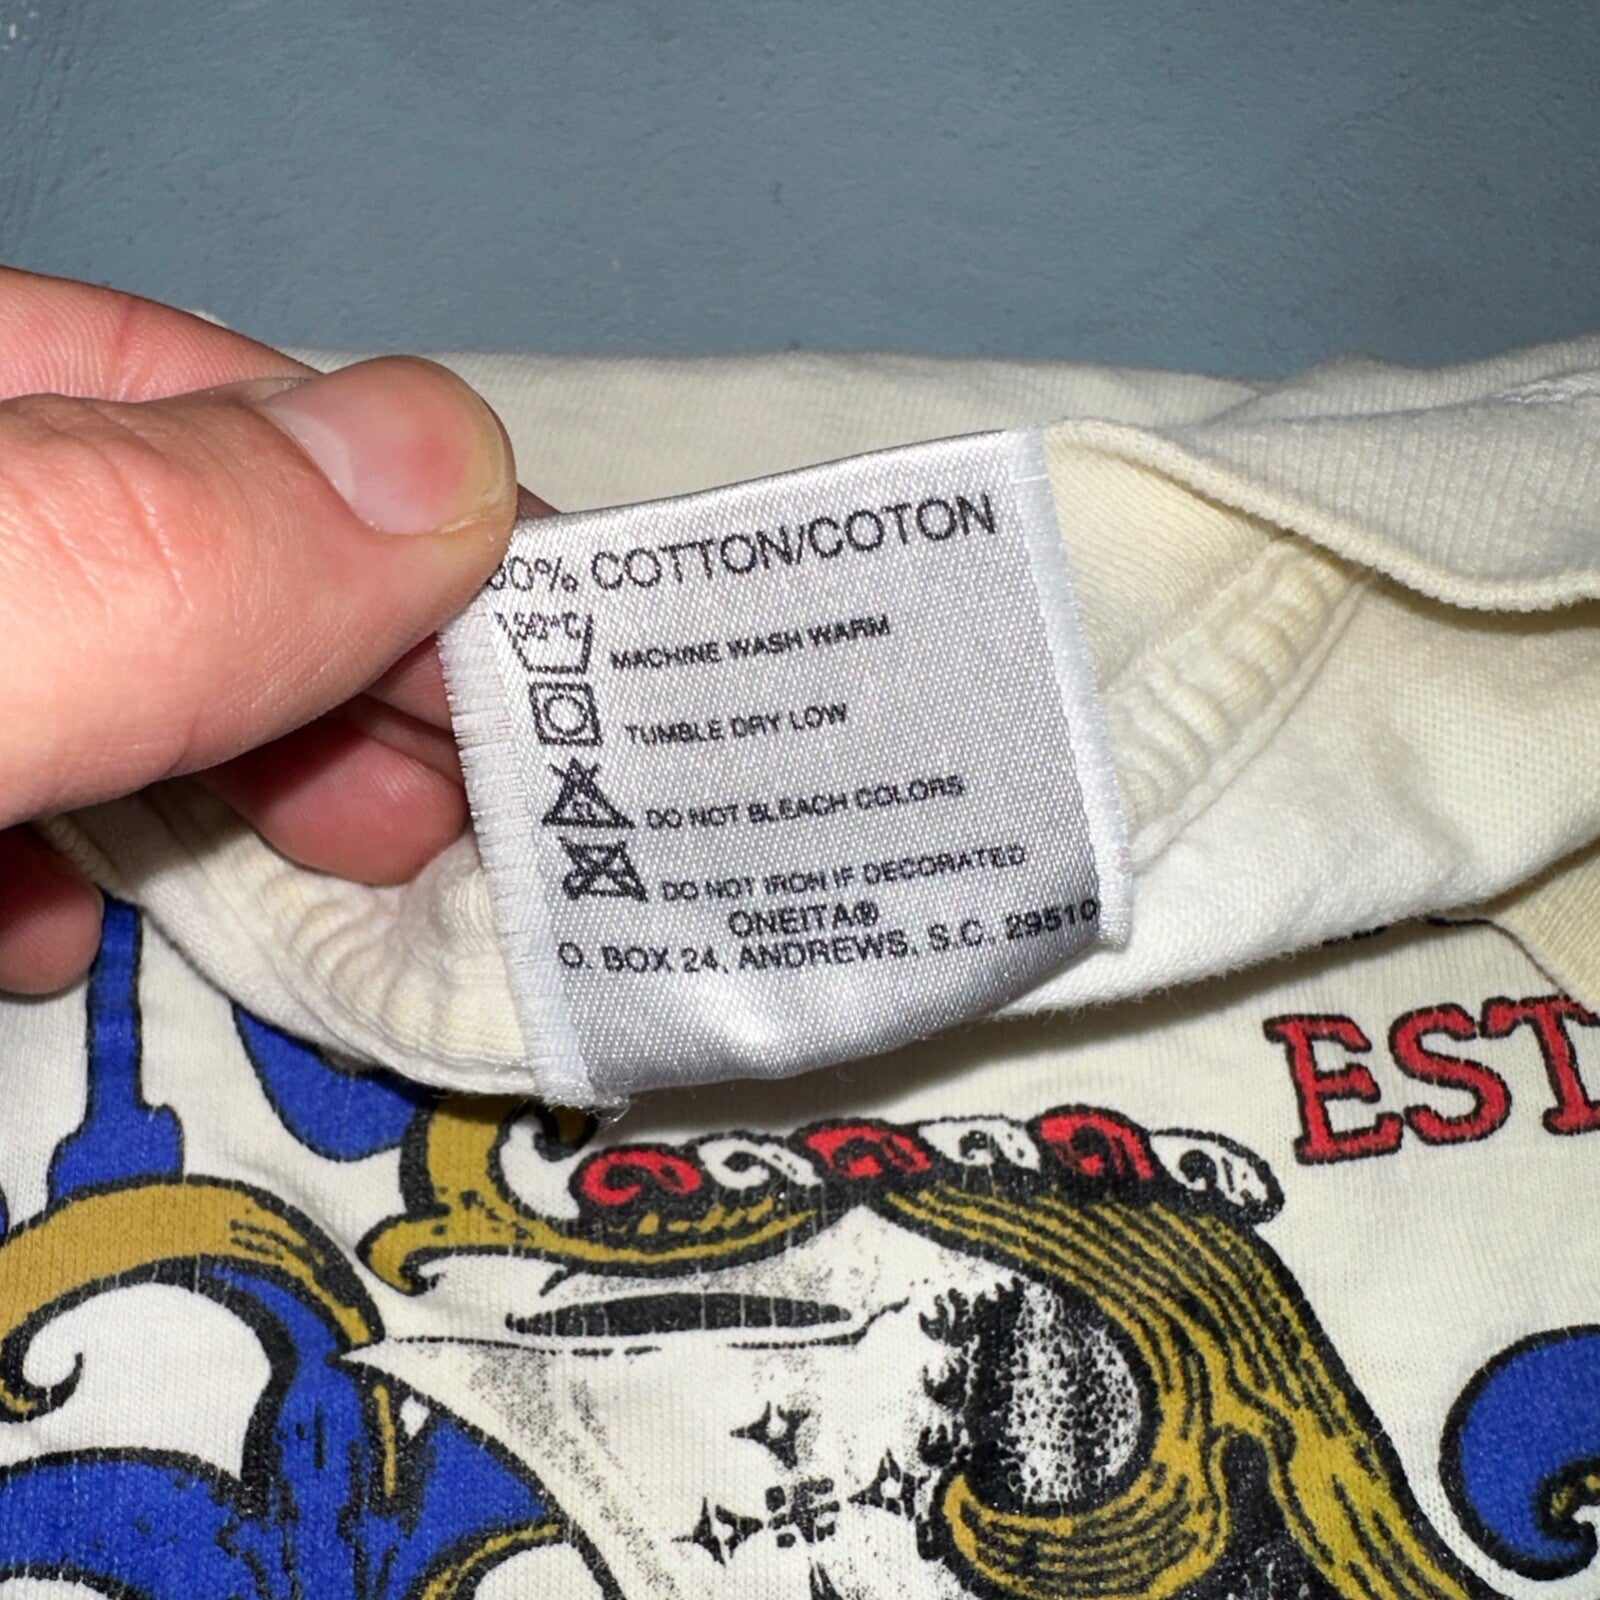 COTTON/COTON
MACHINE WASH WARM
TUMBLE DRY LOW
DO NOT BLEACH COLORS
DO NOT IRON IF DECORATED
ONEITA®
O. BOX 24, ANDREWS, S.C. 29510
EST